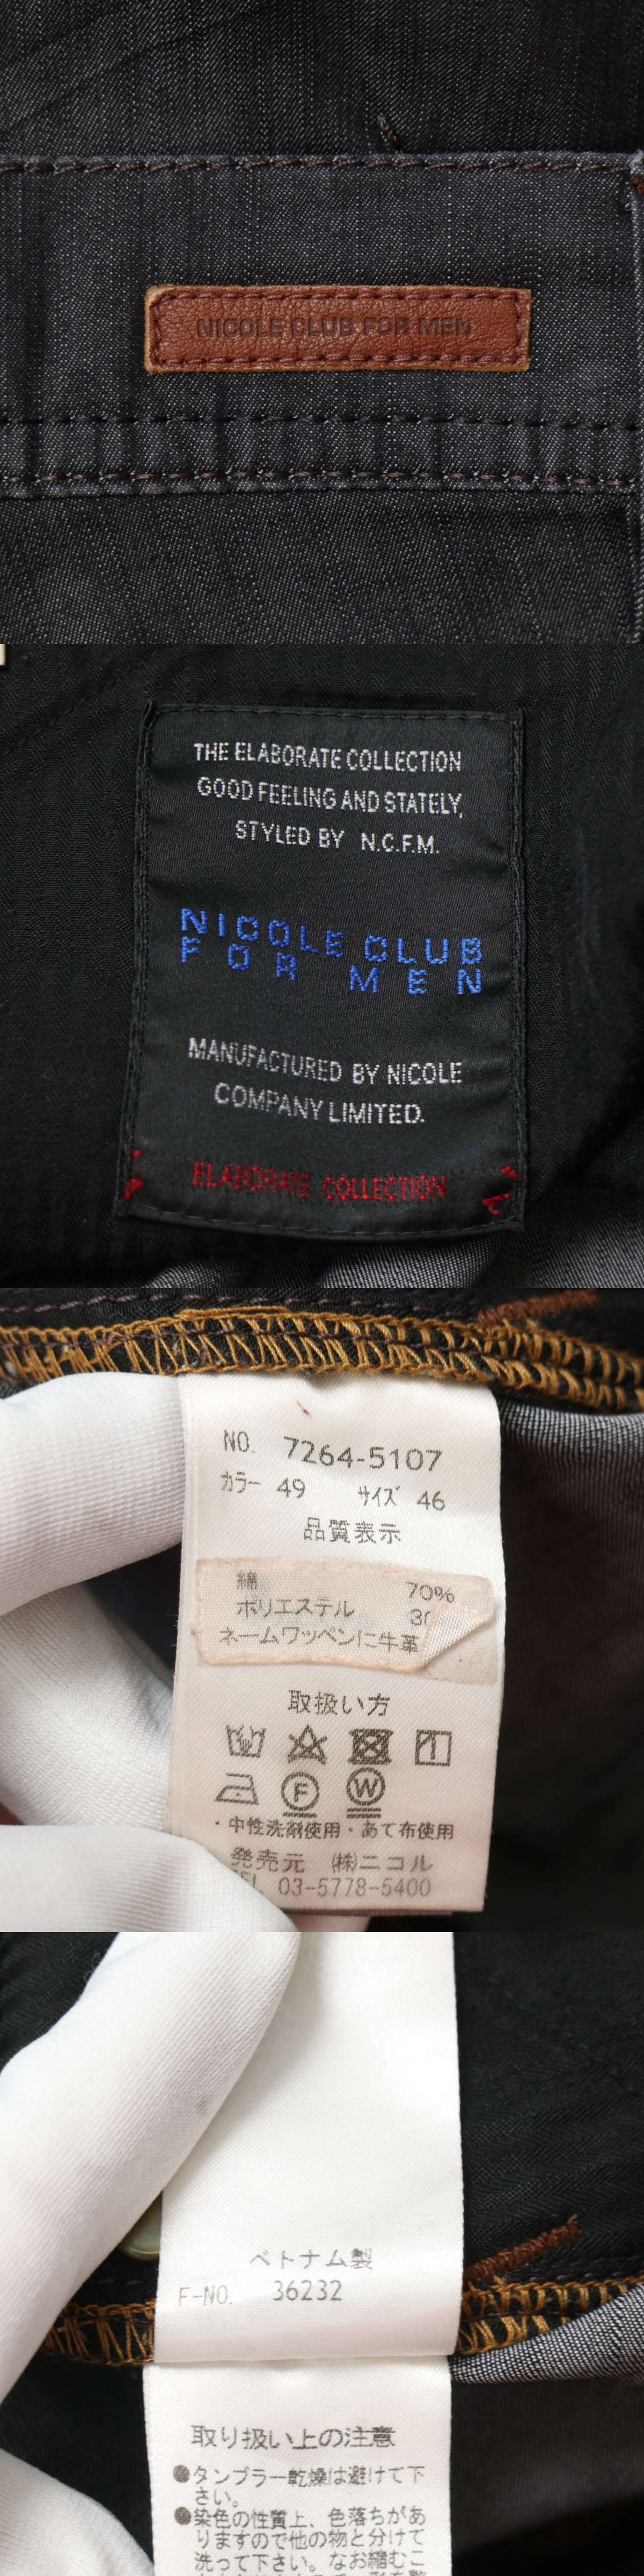 NICOLE CLUB FOR MEN
THE ELABORATE COLLECTION
GOOD FEELING AND STATELY,
STYLED BY N.C.F.M.
NICOLE CLUB
FOR MEN
MANUFACTURED BY NICOLE
COMPANY LIMITED.
ELABORATE COLLECTION
NO. 7264-5107
カラー 49 サイズ 46
品質表示
綿 70%
ポリエステル
ネームワッペンに牛革
取扱い方
F W
・中性洗剤使用・あて布使用
発売元 (株)ニコル
TEL 03-5778-5400
ベトナム製
F-NO. 36232
取り扱い上の注意
●タンブラー乾燥は避けて下
さい。
●染色の性質上、色落ちがあ
りますので他の物と分けて
洗って下さい。なお縮むこ